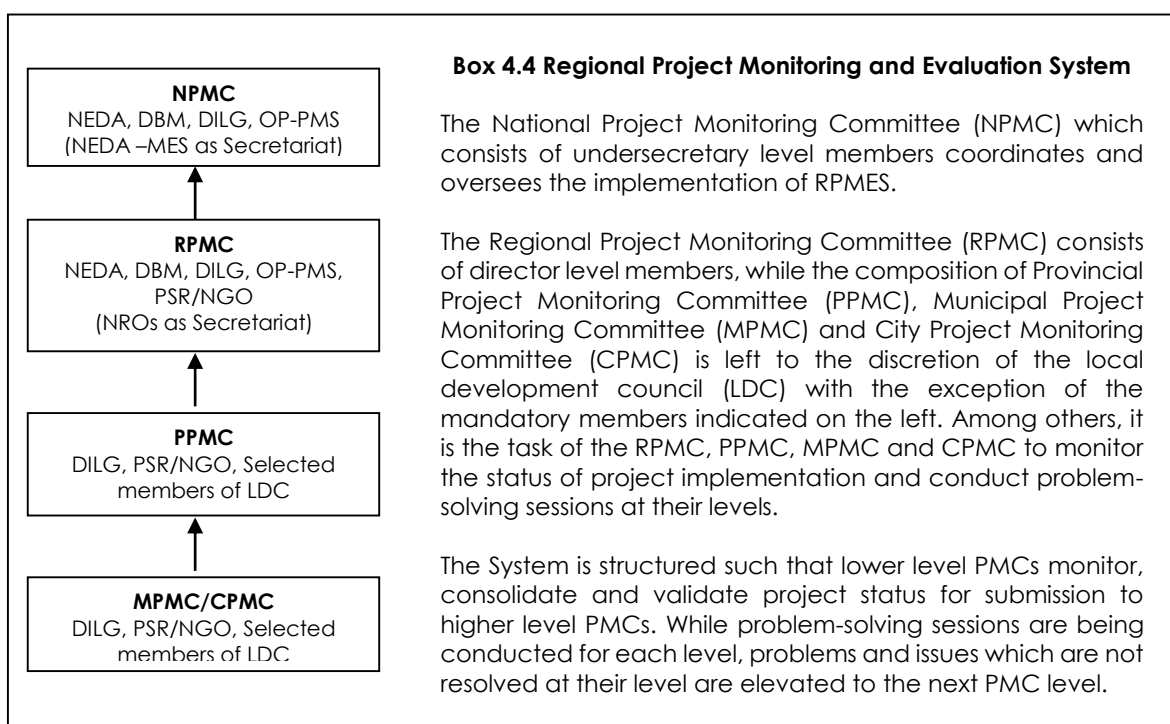 NPMC
NEDA, DBM, DILG, OP-PMS
(NEDA –MES as Secretariat)
RPMC
NEDA, DBM, DILG, OP-PMS,
PSR/NGO
(NROs as Secretariat)
PPMC
DILG, PSR/NGO, Selected
members of LDC
MPMC/CPMC
DILG, PSR/NGO, Selected
members of LDC
Box 4.4 Regional Project Monitoring and Evaluation System
The National Project Monitoring Committee (NPMC) which
consists of undersecretary level members coordinates and
oversees the implementation of RPMES.
The Regional Project Monitoring Committee (RPMC) consists
of director level members, while the composition of Provincial
Project Monitoring Committee (PPMC), Municipal Project
Monitoring Committee (MPMC) and City Project Monitoring
Committee (CPMC) is left to the discretion of the local
development council (LDC) with the exception of the
mandatory members indicated on the left. Among others, it
is the task of the RPMC, PPMC, MPMC and CPMC to monitor
the status of project implementation and conduct problem-
solving sessions at their levels.
The System is structured such that lower level PMCs monitor,
consolidate and validate project status for submission to
higher level PMCs. While problem-solving sessions are being
conducted for each level, problems and issues which are not
resolved at their level are elevated to the next PMC level.